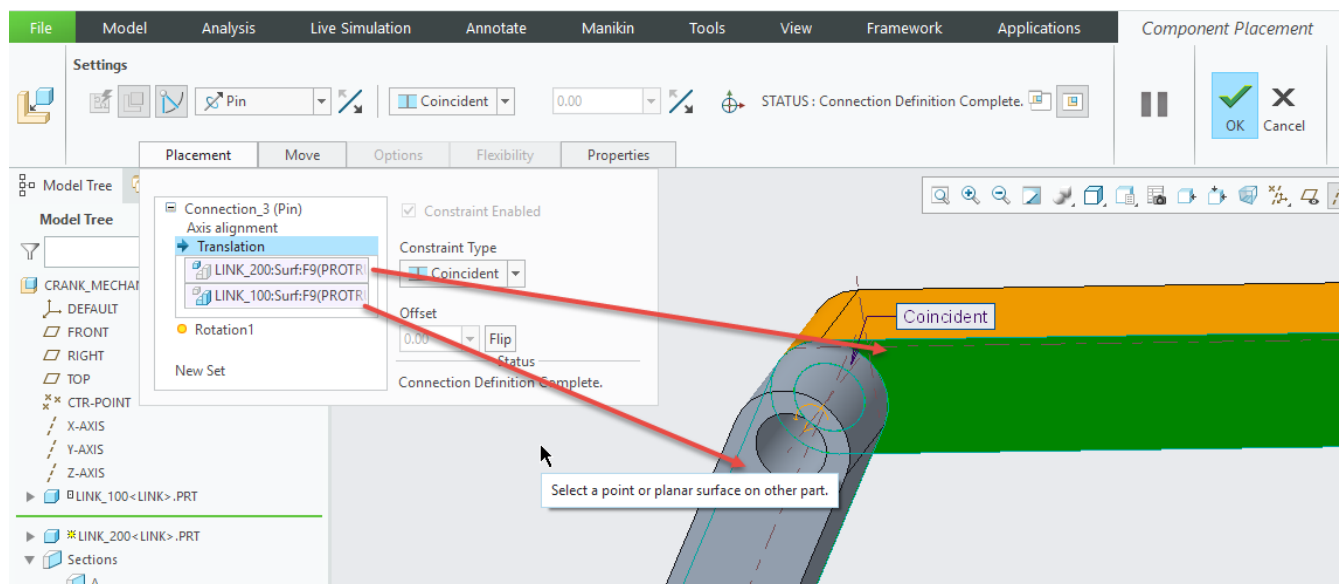 File Model Analysis Live Simulation Annotate Manikin Tools View Framework Applications Component Placement
Settings
Pin
Coincident
0.00
STATUS : Connection Definition Complete.
OK
Cancel
Placement Move Options Flexibility Properties
Model Tree
Model Tree
CRANK_MECHAN
DEFAULT
FRONT
RIGHT
TOP
CTR-POINT
X-AXIS
Y-AXIS
Z-AXIS
LINK_100<LINK>.PRT
LINK_200<LINK>.PRT
Sections
A
Connection_3 (Pin)
Axis alignment
Translation
LINK_200:Surf:F9(PROTR
LINK_100:Surf:F9(PROTR
Rotation1
New Set
Constraint Enabled
Constraint Type
Coincident
Offset
0.00
Flip
Status
Connection Definition Complete.
Coincident
Select a point or planar surface on other part.